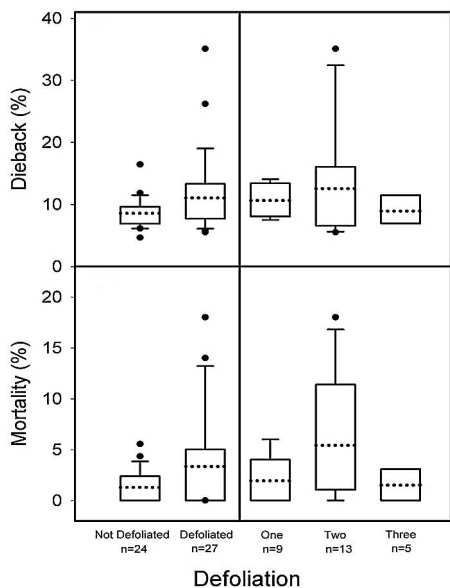 40
30
20
10
0
Dieback (%)
20
15
10
5
0
Mortality (%)
Not Defoliated Defoliated One Two Three
n=24 n=27 n=9 n=13 n=5
Defoliation